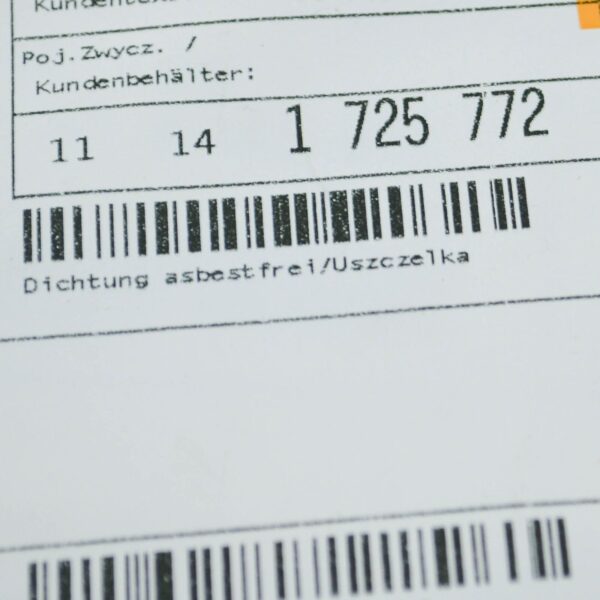 Poj.Zwycz. /
Kundenbehälter:
11 14 1 725 772
Dichtung asbestfrei/Uszczelka